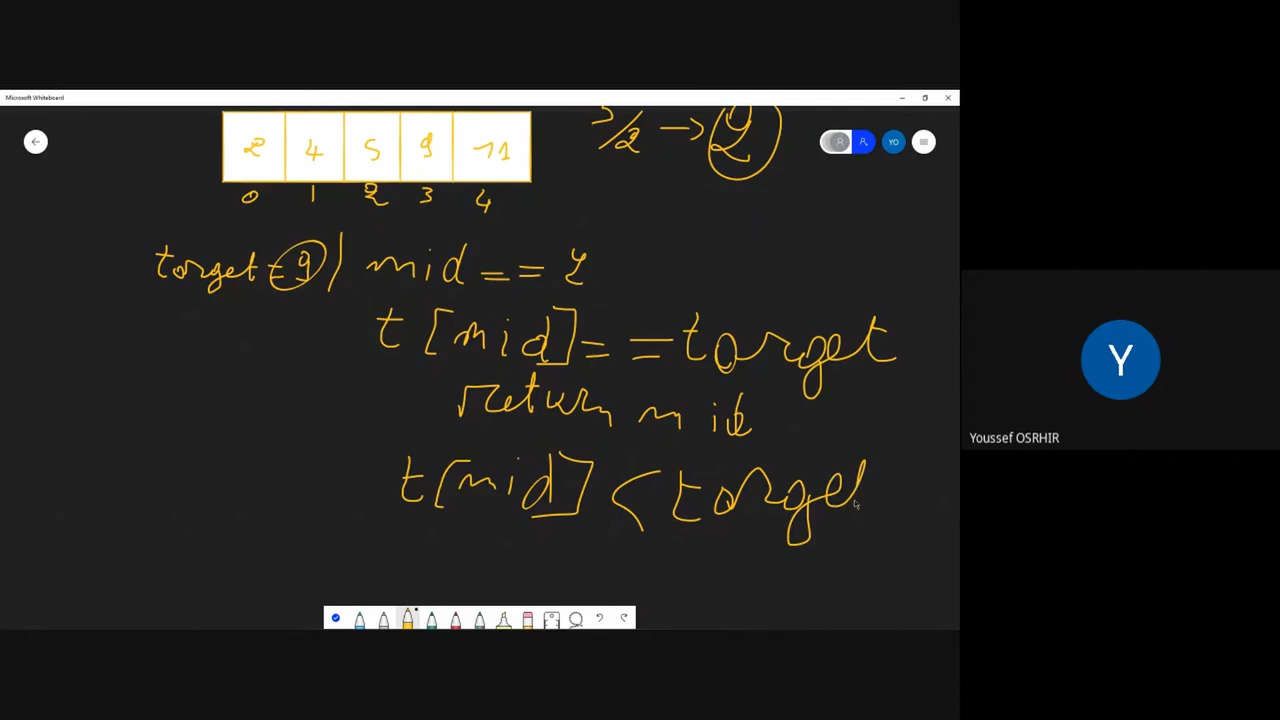 Microsoft Whiteboard
2 4 5 9 11
/2 → 2
0 1 2 3 4
YO
target = 9 | mid == 2
t[mid] == target
return mid
t[mid] < target
Y
Youssef OSRHIR